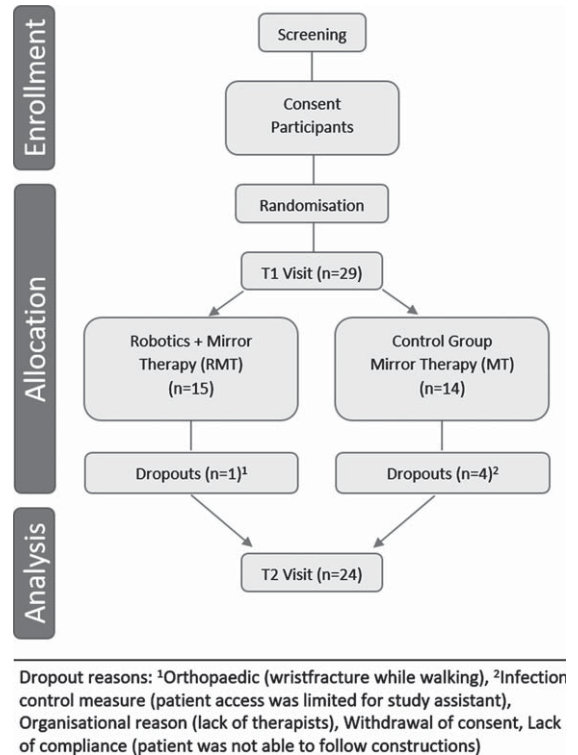 Enrollment
Screening
Consent
Participants
Allocation
Randomisation
T1 Visit (n=29)
Robotics + Mirror
Therapy (RMT)
(n=15)
Control Group
Mirror Therapy (MT)
(n=14)
Dropouts (n=1)¹
Dropouts (n=4)²
Analysis
T2 Visit (n=24)
Dropout reasons: ¹Orthopaedic (wristfracture while walking), ²Infection
control measure (patient access was limited for study assistant),
Organisational reason (lack of therapists), Withdrawal of consent, Lack
of compliance (patient was not able to follow constructions)